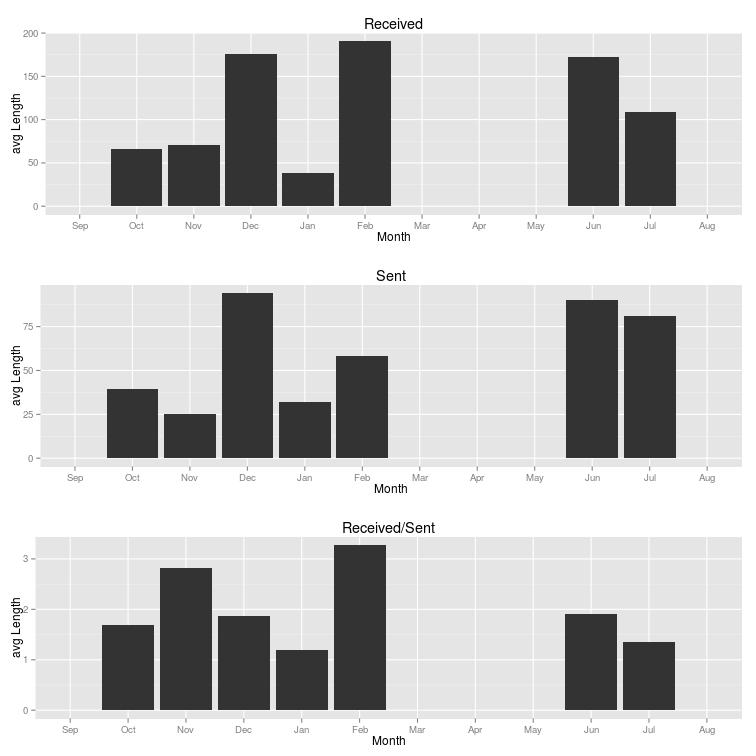 Received
200
150
100
50
0
avg Length
Sep Oct Nov Dec Jan Feb Mar Apr May Jun Jul Aug
Month
Sent
75
50
25
0
avg Length
Sep Oct Nov Dec Jan Feb Mar Apr May Jun Jul Aug
Month
Received/Sent
3
2
1
0
avg Length
Sep Oct Nov Dec Jan Feb Mar Apr May Jun Jul Aug
Month